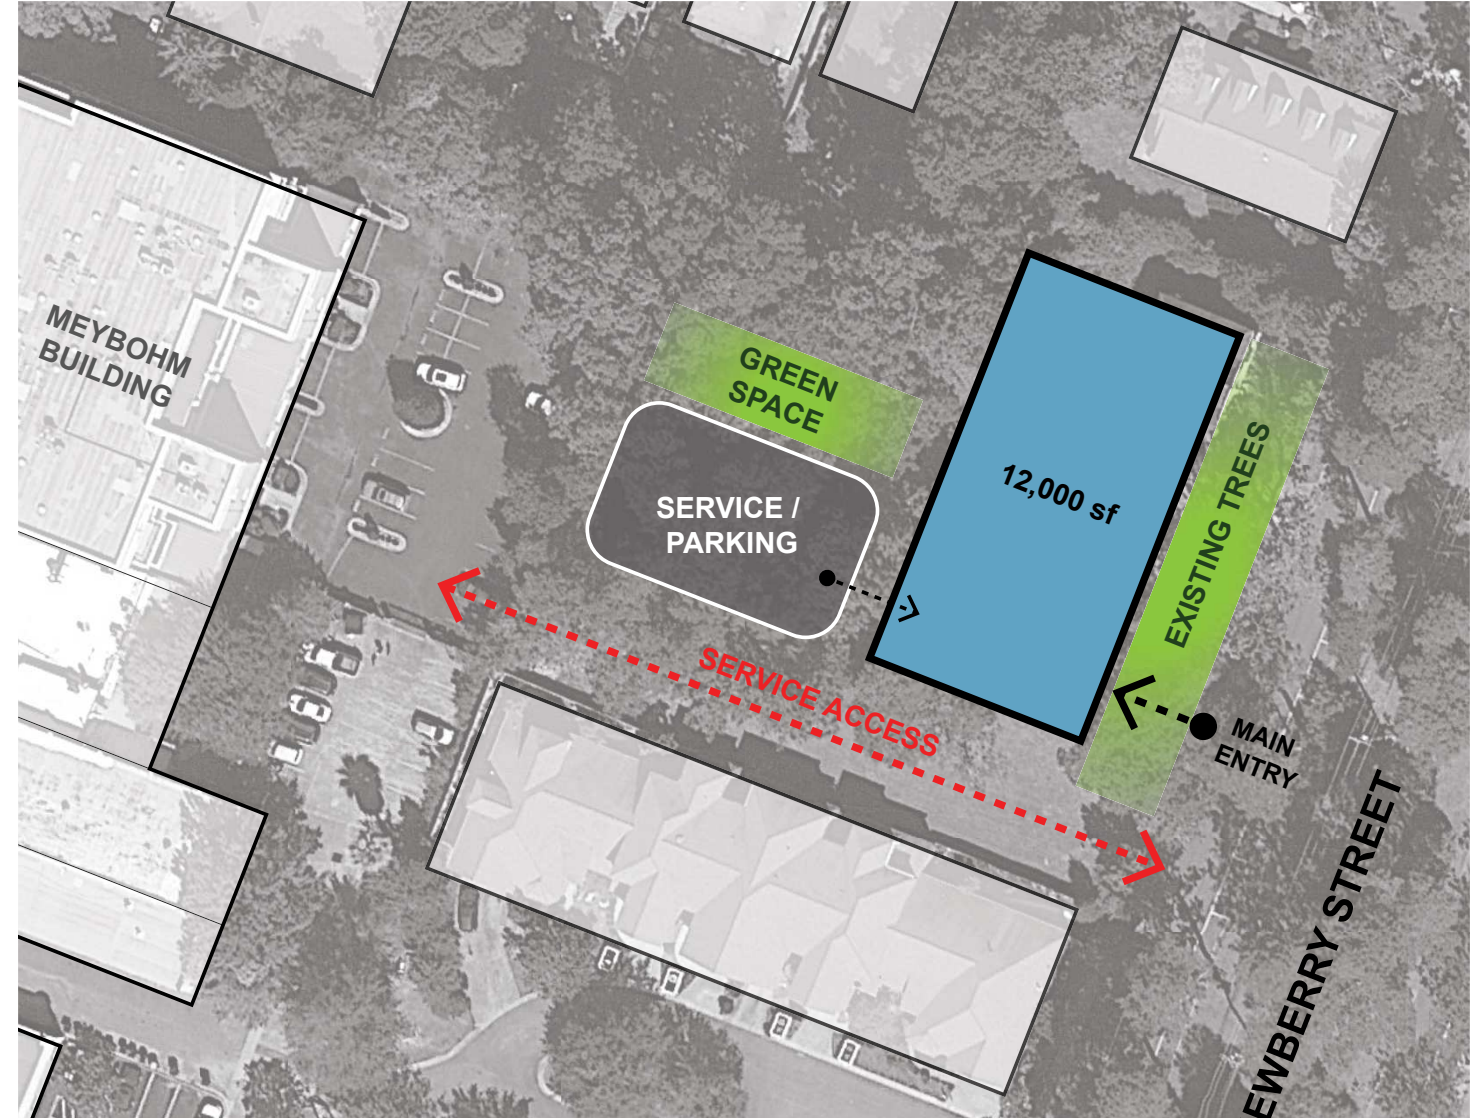 MEYBOHM
BUILDING
GREEN
SPACE
12,000 sf
EXISTING TREES
SERVICE /
PARKING
SERVICE ACCESS
MAIN
ENTRY
EWBERRY STREET